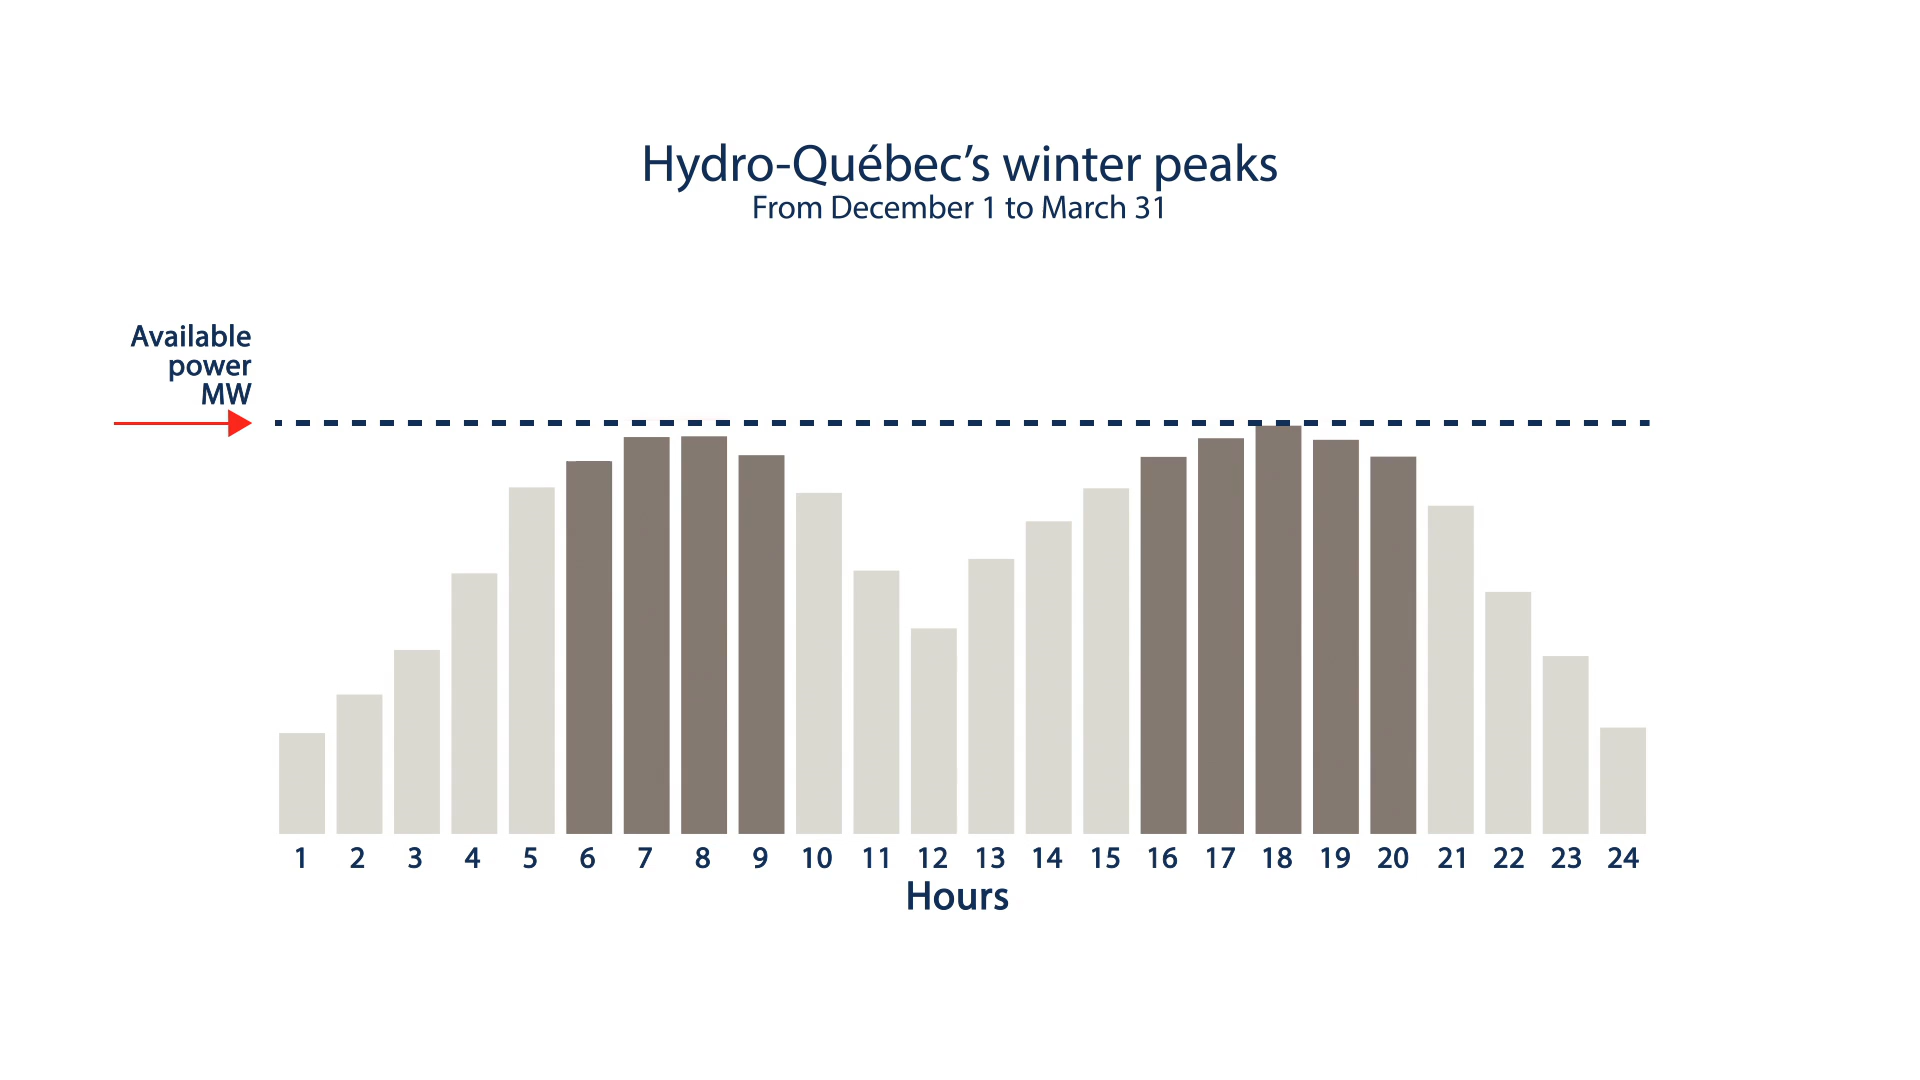 Hydro-Québec’s winter peaks
From December 1 to March 31
Available
power
MW
1 2 3 4 5 6 7 8 9 10 11 12 13 14 15 16 17 18 19 20 21 22 23 24
Hours